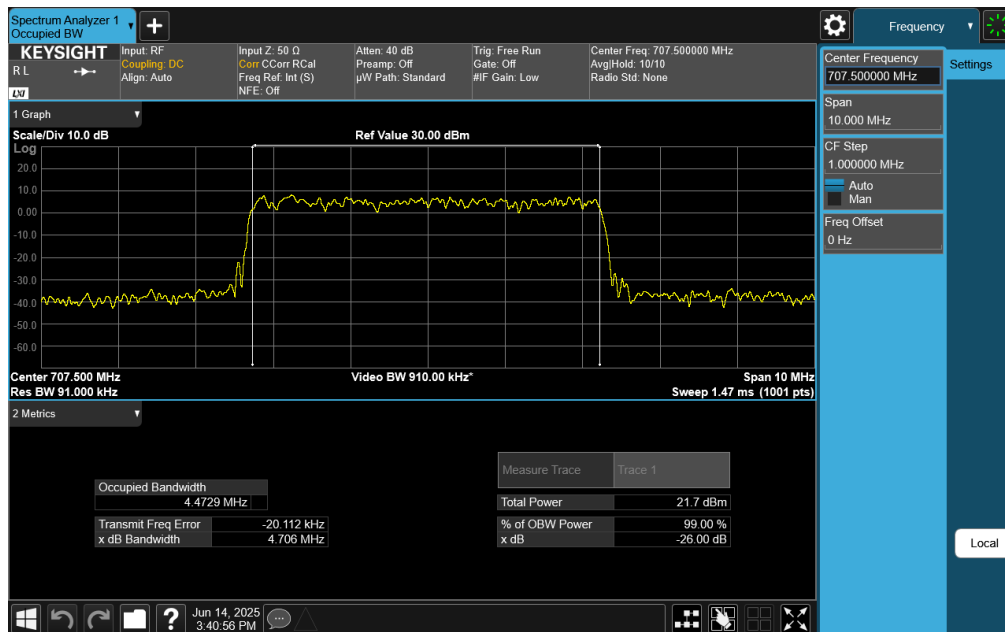 Spectrum Analyzer 1
Occupied BW
Frequency
KEYSIGHT
R L
LXI
Input: RF
Coupling: DC
Align: Auto
Input Z: 50 Ω
Corr CCorr RCal
Freq Ref: Int (S)
NFE: Off
Atten: 40 dB
Preamp: Off
µW Path: Standard
Trig: Free Run
Gate: Off
#IF Gain: Low
Center Freq: 707.500000 MHz
Avg|Hold: 10/10
Radio Std: None
Center Frequency
707.500000 MHz
Settings
Span
10.000 MHz
CF Step
1.000000 MHz
Auto
Man
Freq Offset
0 Hz
Local
1 Graph
Scale/Div 10.0 dB
Ref Value 30.00 dBm
Log
20.0
10.0
0.00
-10.0
-20.0
-30.0
-40.0
-50.0
-60.0
Center 707.500 MHz
Video BW 910.00 kHz*
Span 10 MHz
Res BW 91.000 kHz
Sweep 1.47 ms (1001 pts)
2 Metrics
Measure Trace
Trace 1
Occupied Bandwidth
4.4729 MHz
Total Power
21.7 dBm
Transmit Freq Error
-20.112 kHz
% of OBW Power
99.00 %
x dB Bandwidth
4.706 MHz
x dB
-26.00 dB
Jun 14, 2025
3:40:56 PM